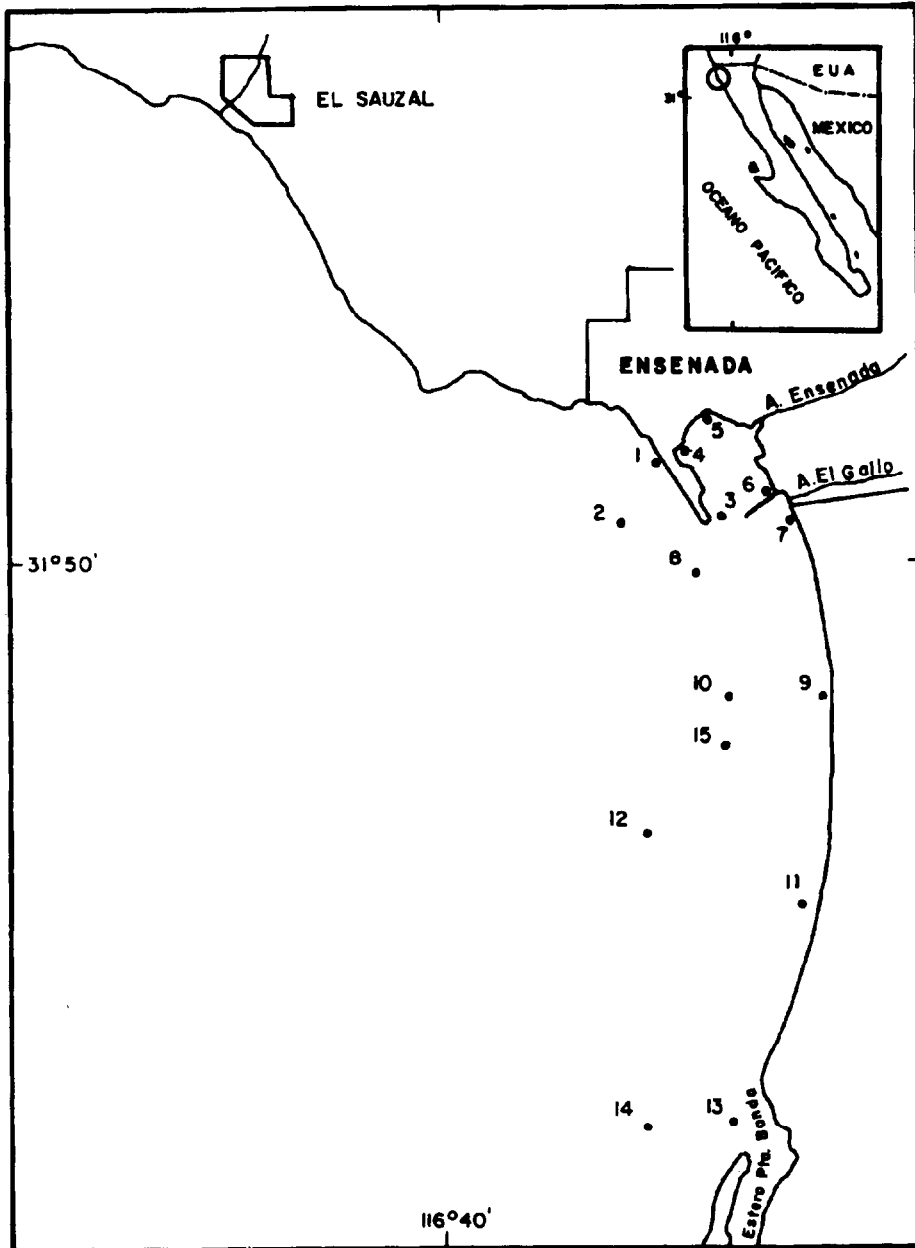 116°
EUA
31°
MEXICO
OCEANO PACIFICO
EL SAUZAL
ENSENADA
A. Ensenada
5
1
4
A. El Gallo
6
2
3
7
31°50'
8
10
9
15
12
11
14
13
Estero Pta. Banda
116°40'